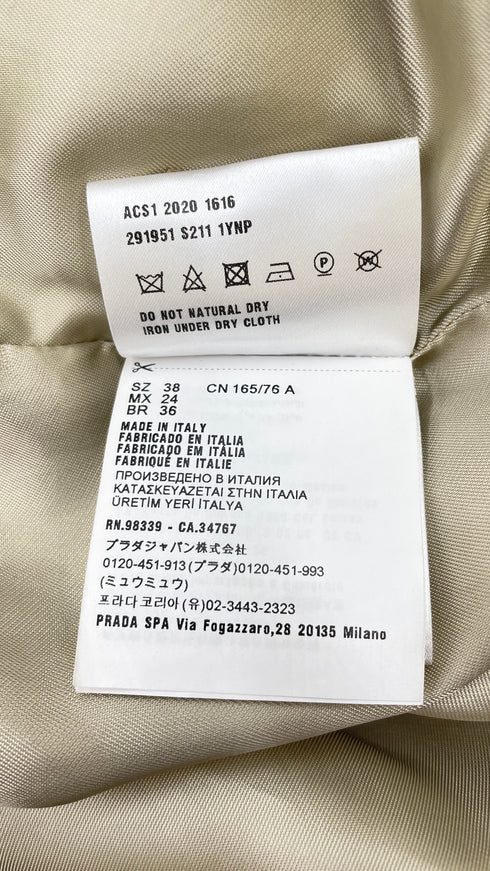 ACS1 2020 1616
291951 S211 1YNP
P W
DO NOT NATURAL DRY
IRON UNDER DRY CLOTH
SZ 38 CN 165/76 A
MX 24
BR 36
MADE IN ITALY
FABRICADO EN ITALIA
FABRICADO EM ITÀLIA
FABRIQUÉ EN ITALIE
ПРОИЗВЕДЕНО В ИТАЛИИ
ΚΑΤΑΣΚΕΥΑΖΕΤΑΙ ΣΤΗΝ ΙΤΑΛΙΑ
ÜRETİM YERİ İTALYA
RN.98339 - CA.34767
プラダジャパン株式会社
0120-451-913(プラダ)0120-451-993
(ミュウミュウ)
프라다코리아(유)02-3443-2323
PRADA SPA Via Fogazzaro,28 20135 Milano